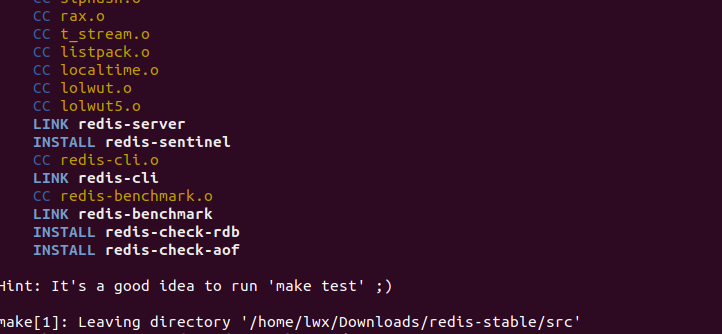 CC rax.o
CC t_stream.o
CC listpack.o
CC localtime.o
CC lolwut.o
CC lolwut5.o
LINK redis-server
INSTALL redis-sentinel
CC redis-cli.o
LINK redis-cli
CC redis-benchmark.o
LINK redis-benchmark
INSTALL redis-check-rdb
INSTALL redis-check-aof
Hint: It's a good idea to run 'make test' ;)
make[1]: Leaving directory '/home/lwx/Downloads/redis-stable/src'